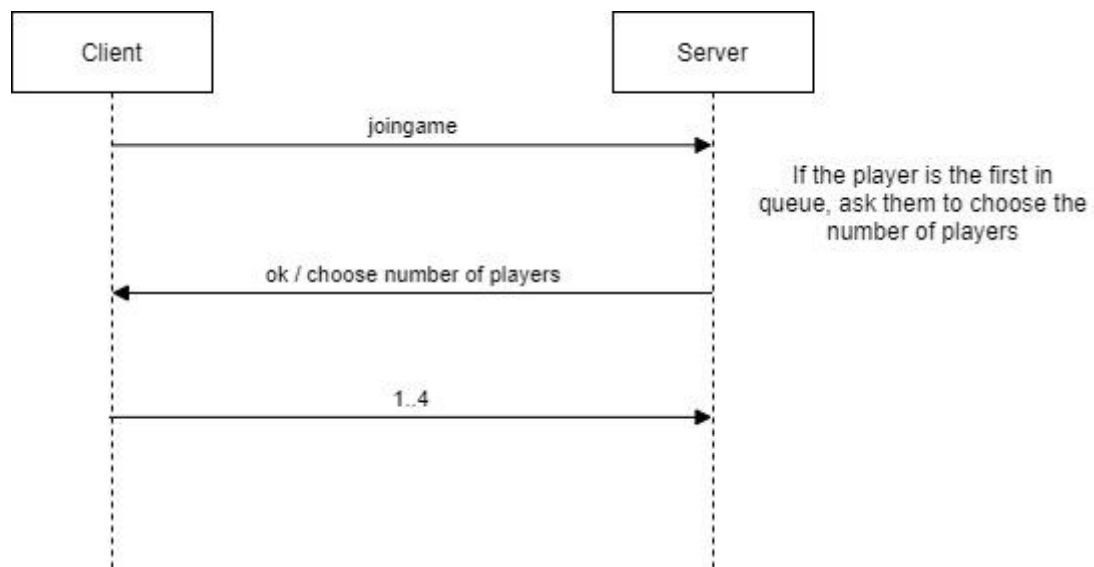 Client
Server
joingame
If the player is the first in
queue, ask them to choose the
number of players
ok / choose number of players
1..4